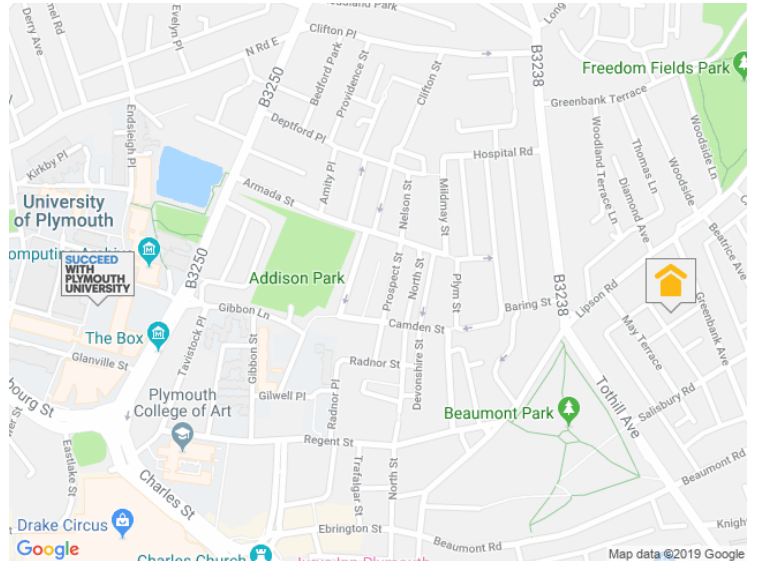 Derry Ave
Evelyn Pl
N Rd E
Clifton Pl
Bedford Park
Providence St
Clifton St
B3250
B3238
Freedom Fields Park
Greenbank Terrace
Deptford Pl
Endsleigh Pl
Kirkby Pl
Amity Pl
Armada St
Nelson St
Mildmay St
Hospital Rd
Woodland Terrace Ln
Thomas Ln
Diamond Ave
Woodside
Woodside Ln
Beatrice Ave
University
of Plymouth
SUCCEED
WITH
PLYMOUTH
UNIVERSITY
B3250
Addison Park
Prospect St
North St
Plym St
B3238
Baring St
Lipson Rd
May Terrace
Greenbank Ave
Gibbon Ln
Camden St
The Box
Glanville St
Tavistock Pl
Gibbon St
Gilwell Pl
Radnor St
Radnor Pl
Devonshire St
Tothill Ave
Salisbury Rd
Plymouth
College of Art
Beaumont Park
Regent St
Eastlake St
Charles St
Trafalgar St
North St
Beaumont Rd
Drake Circus
Ebrington St
Beaumont Rd
Google
Charles Church
Map data ©2019 Google